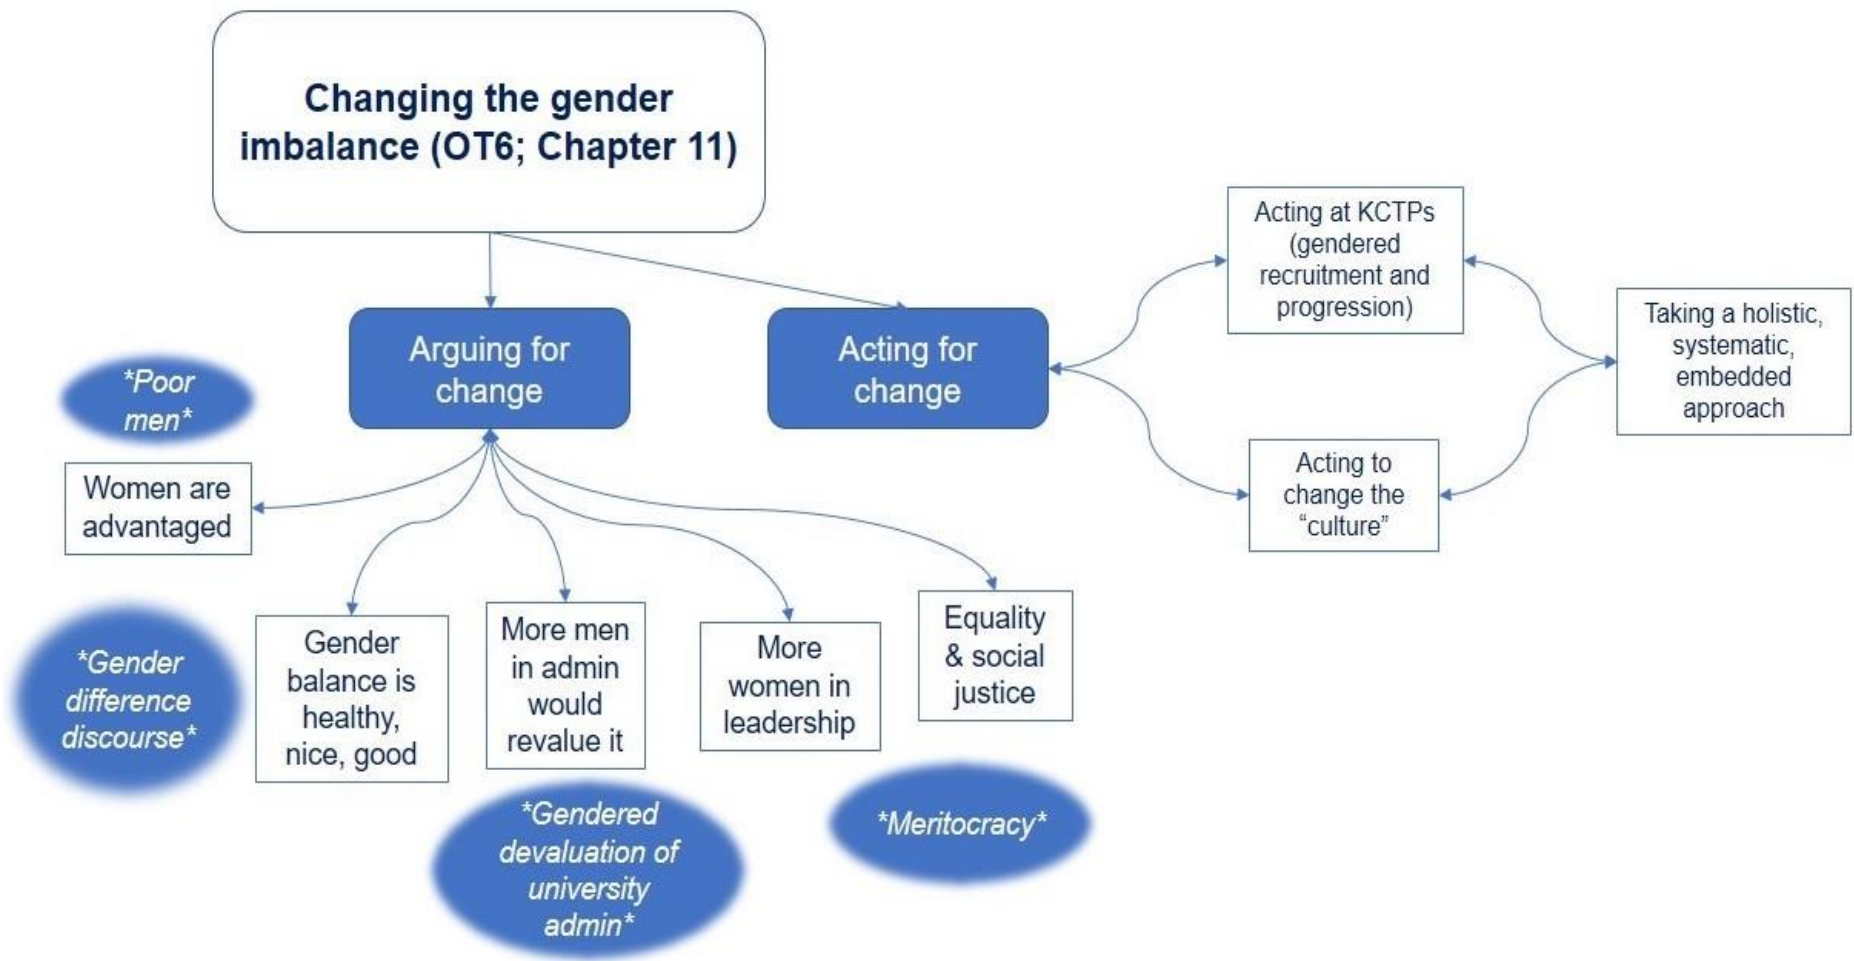 Changing the gender
imbalance (OT6; Chapter 11)
Arguing for
change
Acting for
change
Acting at KCTPs
(gendered
recruitment and
progression)
Taking a holistic,
systematic,
embedded
approach
Acting to
change the
“culture”
*Poor
men*
Women are
advantaged
*Gender
difference
discourse*
Gender
balance is
healthy,
nice, good
More men
in admin
would
revalue it
More
women in
leadership
Equality
& social
justice
*Gendered
devaluation of
university
admin*
*Meritocracy*